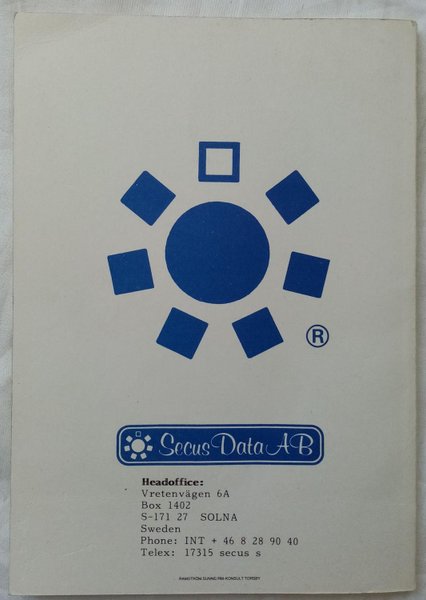 ®
Secus Data AB
Headoffice:
Vretenvägen 6A
Box 1402
S-171 27 SOLNA
Sweden
Phone: INT + 46 8 28 90 40
Telex: 17315 secus s